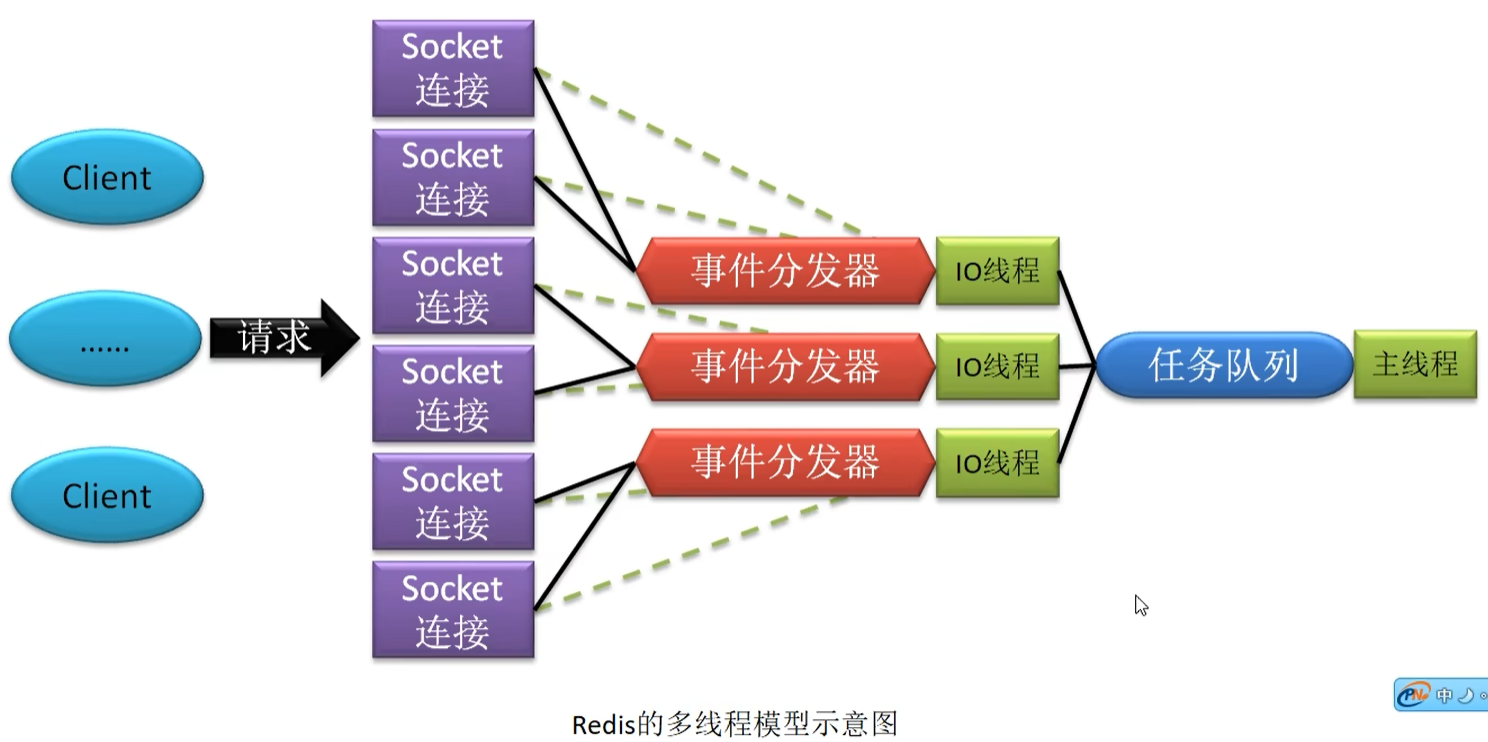 Client
......
Client
请求
Socket
连接
Socket
连接
Socket
连接
Socket
连接
Socket
连接
Socket
连接
事件分发器
IO线程
事件分发器
IO线程
事件分发器
IO线程
任务队列
主线程
Redis的多线程模型示意图
PN
中